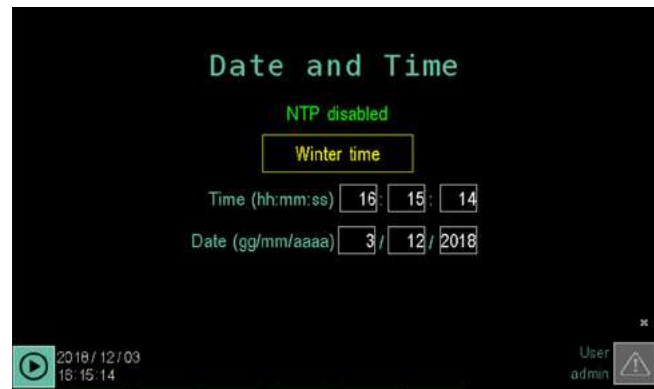 Date and Time
NTP disabled
Winter time
Time (hh:mm:ss) 16: 15: 14
Date (gg/mm/aaaa) 3 / 12 / 2018
2018/12/03
16:15:14
User
admin